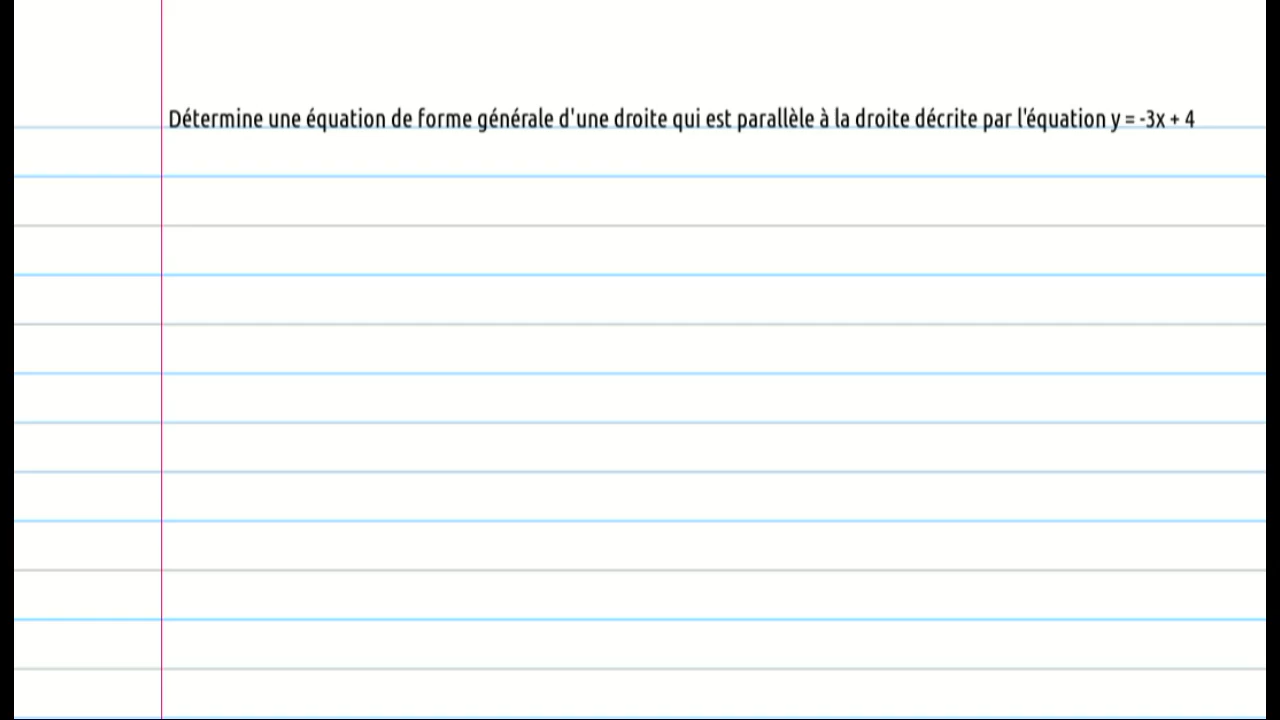 Détermine une équation de forme générale d'une droite qui est parallèle à la droite décrite par l'équation y = -3x + 4